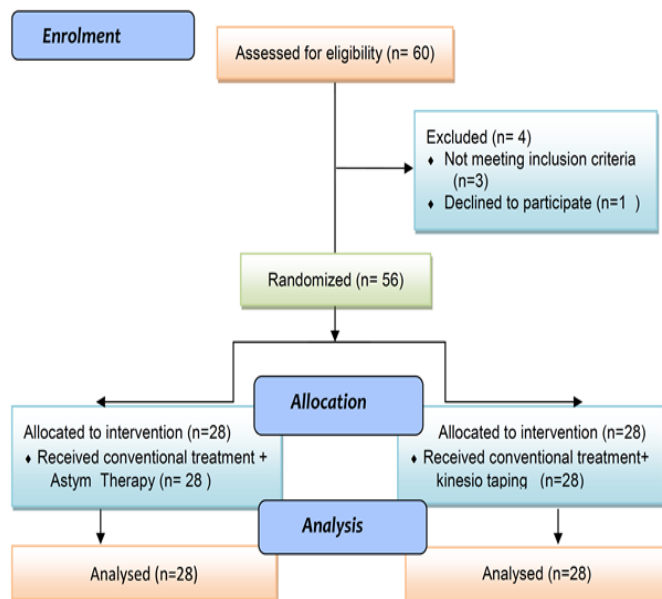 Enrolment
Assessed for eligibility (n= 60)
Excluded (n= 4)
♦ Not meeting inclusion criteria
(n=3)
♦ Declined to participate (n=1 )
Randomized (n= 56)
Allocation
Allocated to intervention (n=28)
♦ Received conventional treatment +
Astym Therapy (n= 28 )
Allocated to intervention (n=28)
♦ Received conventional treatment+
kinesio taping (n=28)
Analysis
Analysed (n=28)
Analysed (n=28)